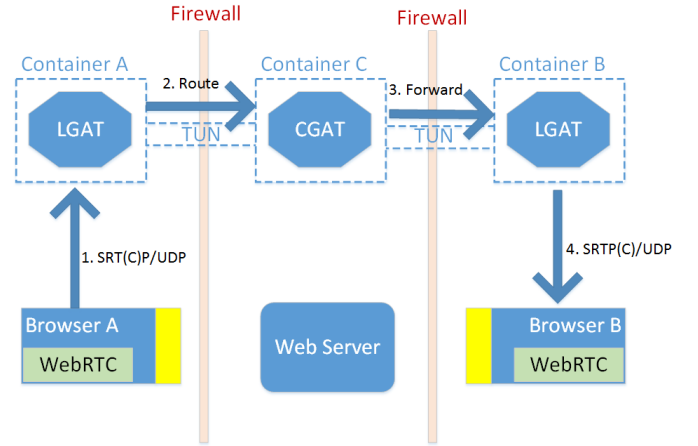 Firewall
Firewall
Container A
Container C
Container B
2. Route
3. Forward
LGAT
CGAT
LGAT
TUN
TUN
1. SRT(C)P/UDP
4. SRTP(C)/UDP
Browser A
Browser B
Web Server
WebRTC
WebRTC